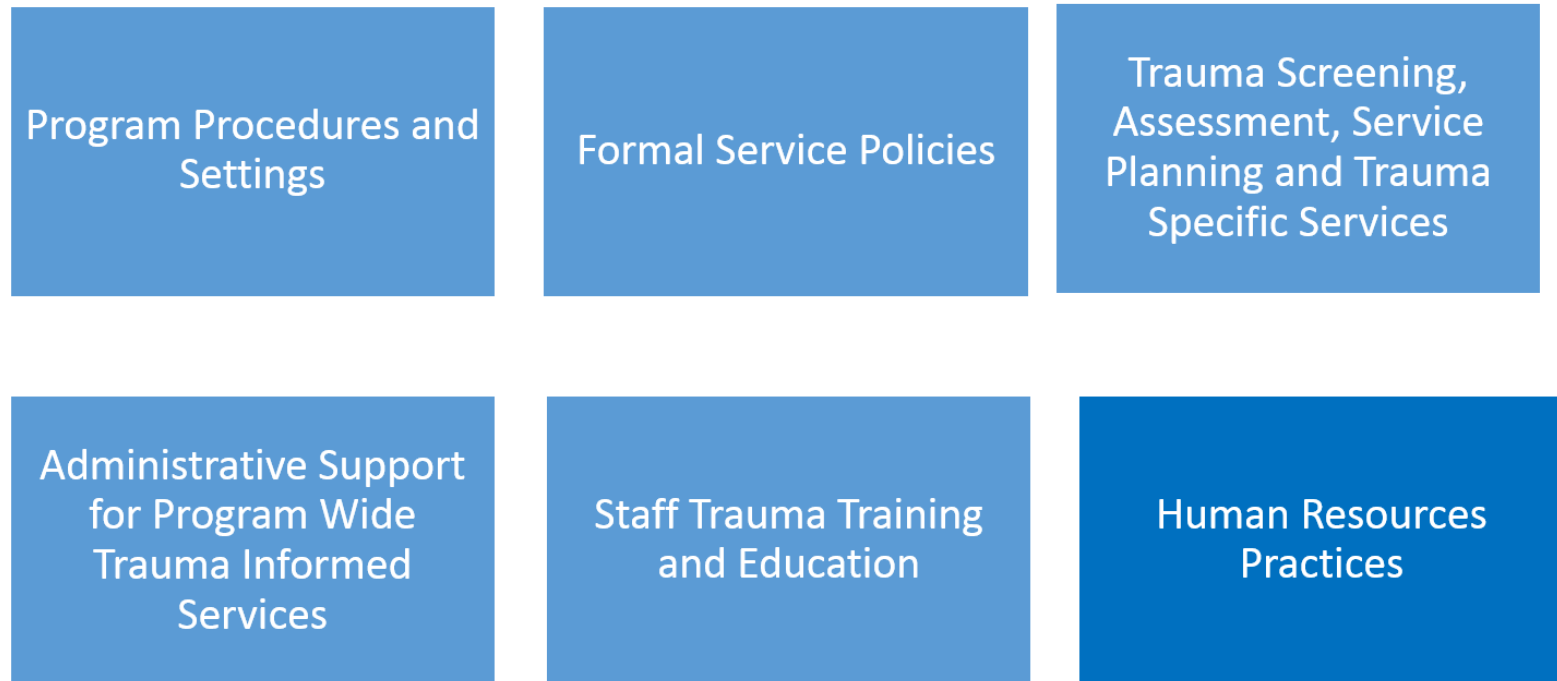 Program Procedures and
Settings
Formal Service Policies
Trauma Screening,
Assessment, Service
Planning and Trauma
Specific Services
Administrative Support
for Program Wide
Trauma Informed
Services
Staff Trauma Training
and Education
Human Resources
Practices